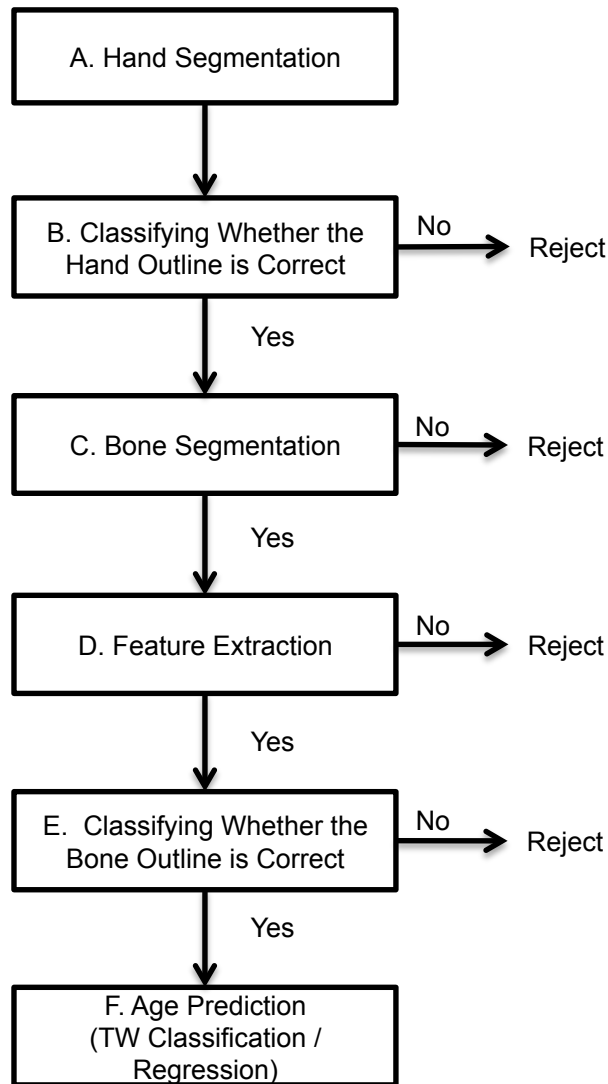 A. Hand Segmentation
B. Classifying Whether the
Hand Outline is Correct
No
Reject
Yes
C. Bone Segmentation
No
Reject
Yes
D. Feature Extraction
No
Reject
Yes
E. Classifying Whether the
Bone Outline is Correct
No
Reject
Yes
F. Age Prediction
(TW Classification /
Regression)